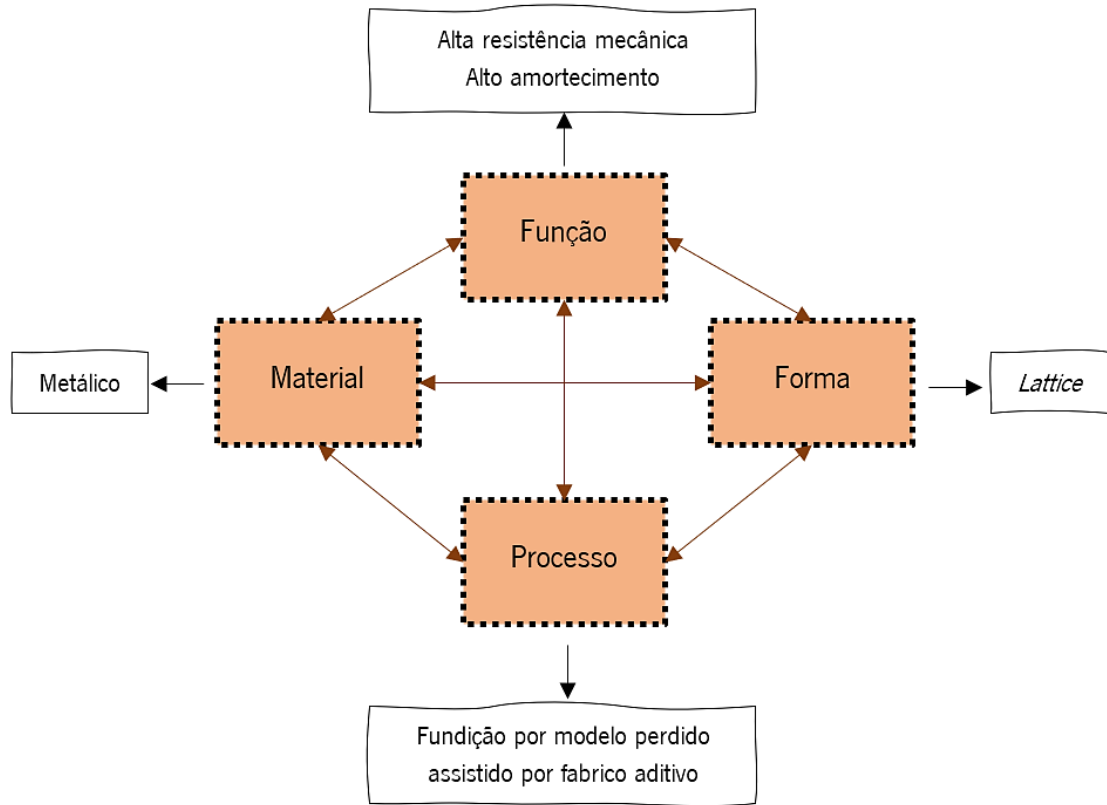 Alta resistência mecânica
Alto amortecimento
Função
Metálico
Material
Forma
Lattice
Processo
Fundição por modelo perdido
assistido por fabrico aditivo